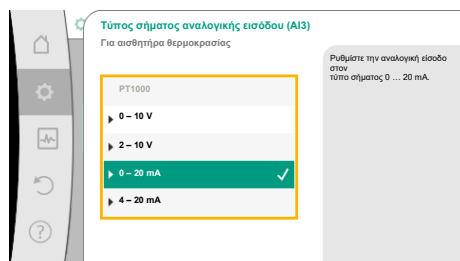 Τύπος σήματος αναλογικής εισόδου (AI3)
Για αισθητήρα θερμοκρασίας
PT1000
0 – 10 V
2 – 10 V
0 – 20 mA
4 – 20 mA
Ρυθμίστε την αναλογική είσοδο
στον
τύπο σήματος 0 … 20 mA.